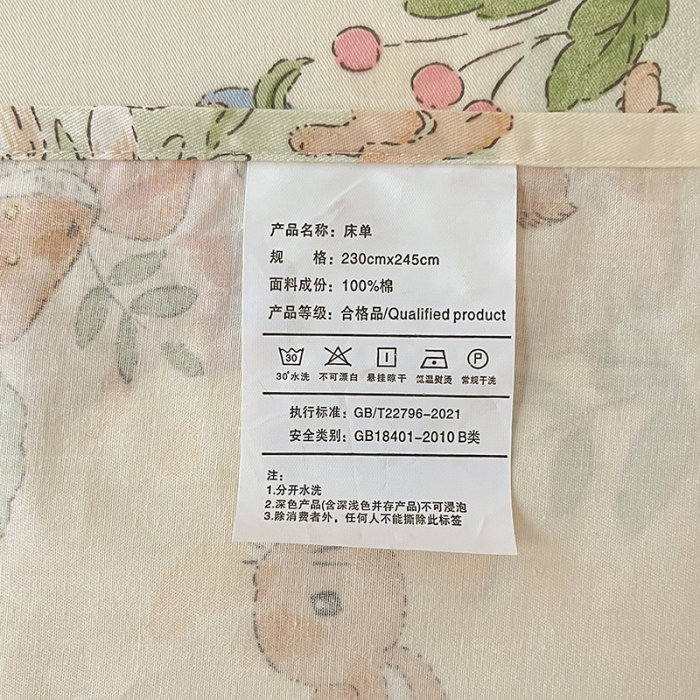 产品名称：床单
规 格：230cmx245cm
面料成份：100%棉
产品等级：合格品/Qualified product
30
P
30°水洗 不可漂白 悬挂晾干 低温熨烫 常规干洗
执行标准：GB/T22796-2021
安全类别：GB18401-2010 B类
注：
1.分开水洗
2.深色产品(含深浅色并存产品)不可浸泡
3.除消费者外，任何人不能撕除此标签